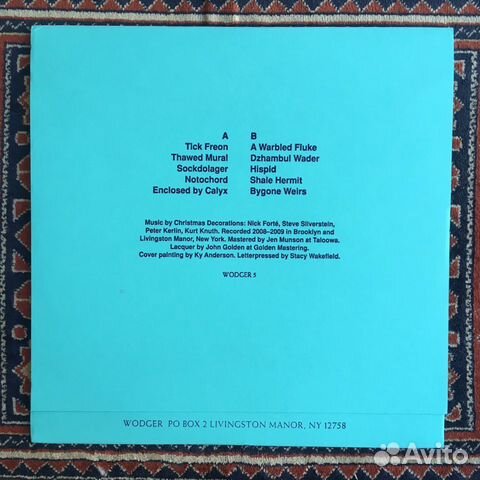 A B
Tick Freon A Warbled Fluke
Thawed Mural Dzhambul Wader
Sockdolager Hispid
Notochord Shale Hermit
Enclosed by Calyx Bygone Weirs
Music by Christmas Decorations: Nick Forté, Steve Silverstein,
Peter Kerlin, Kurt Knuth. Recorded 2008–2009 in Brooklyn and
Livingston Manor, New York. Mastered by Jen Munson at Taloowa.
Lacquer by John Golden at Golden Mastering.
Cover painting by Ky Anderson. Letterpressed by Stacy Wakefield.
WODGER 5
WODGER PO BOX 2 LIVINGSTON MANOR, NY 12758
Avito